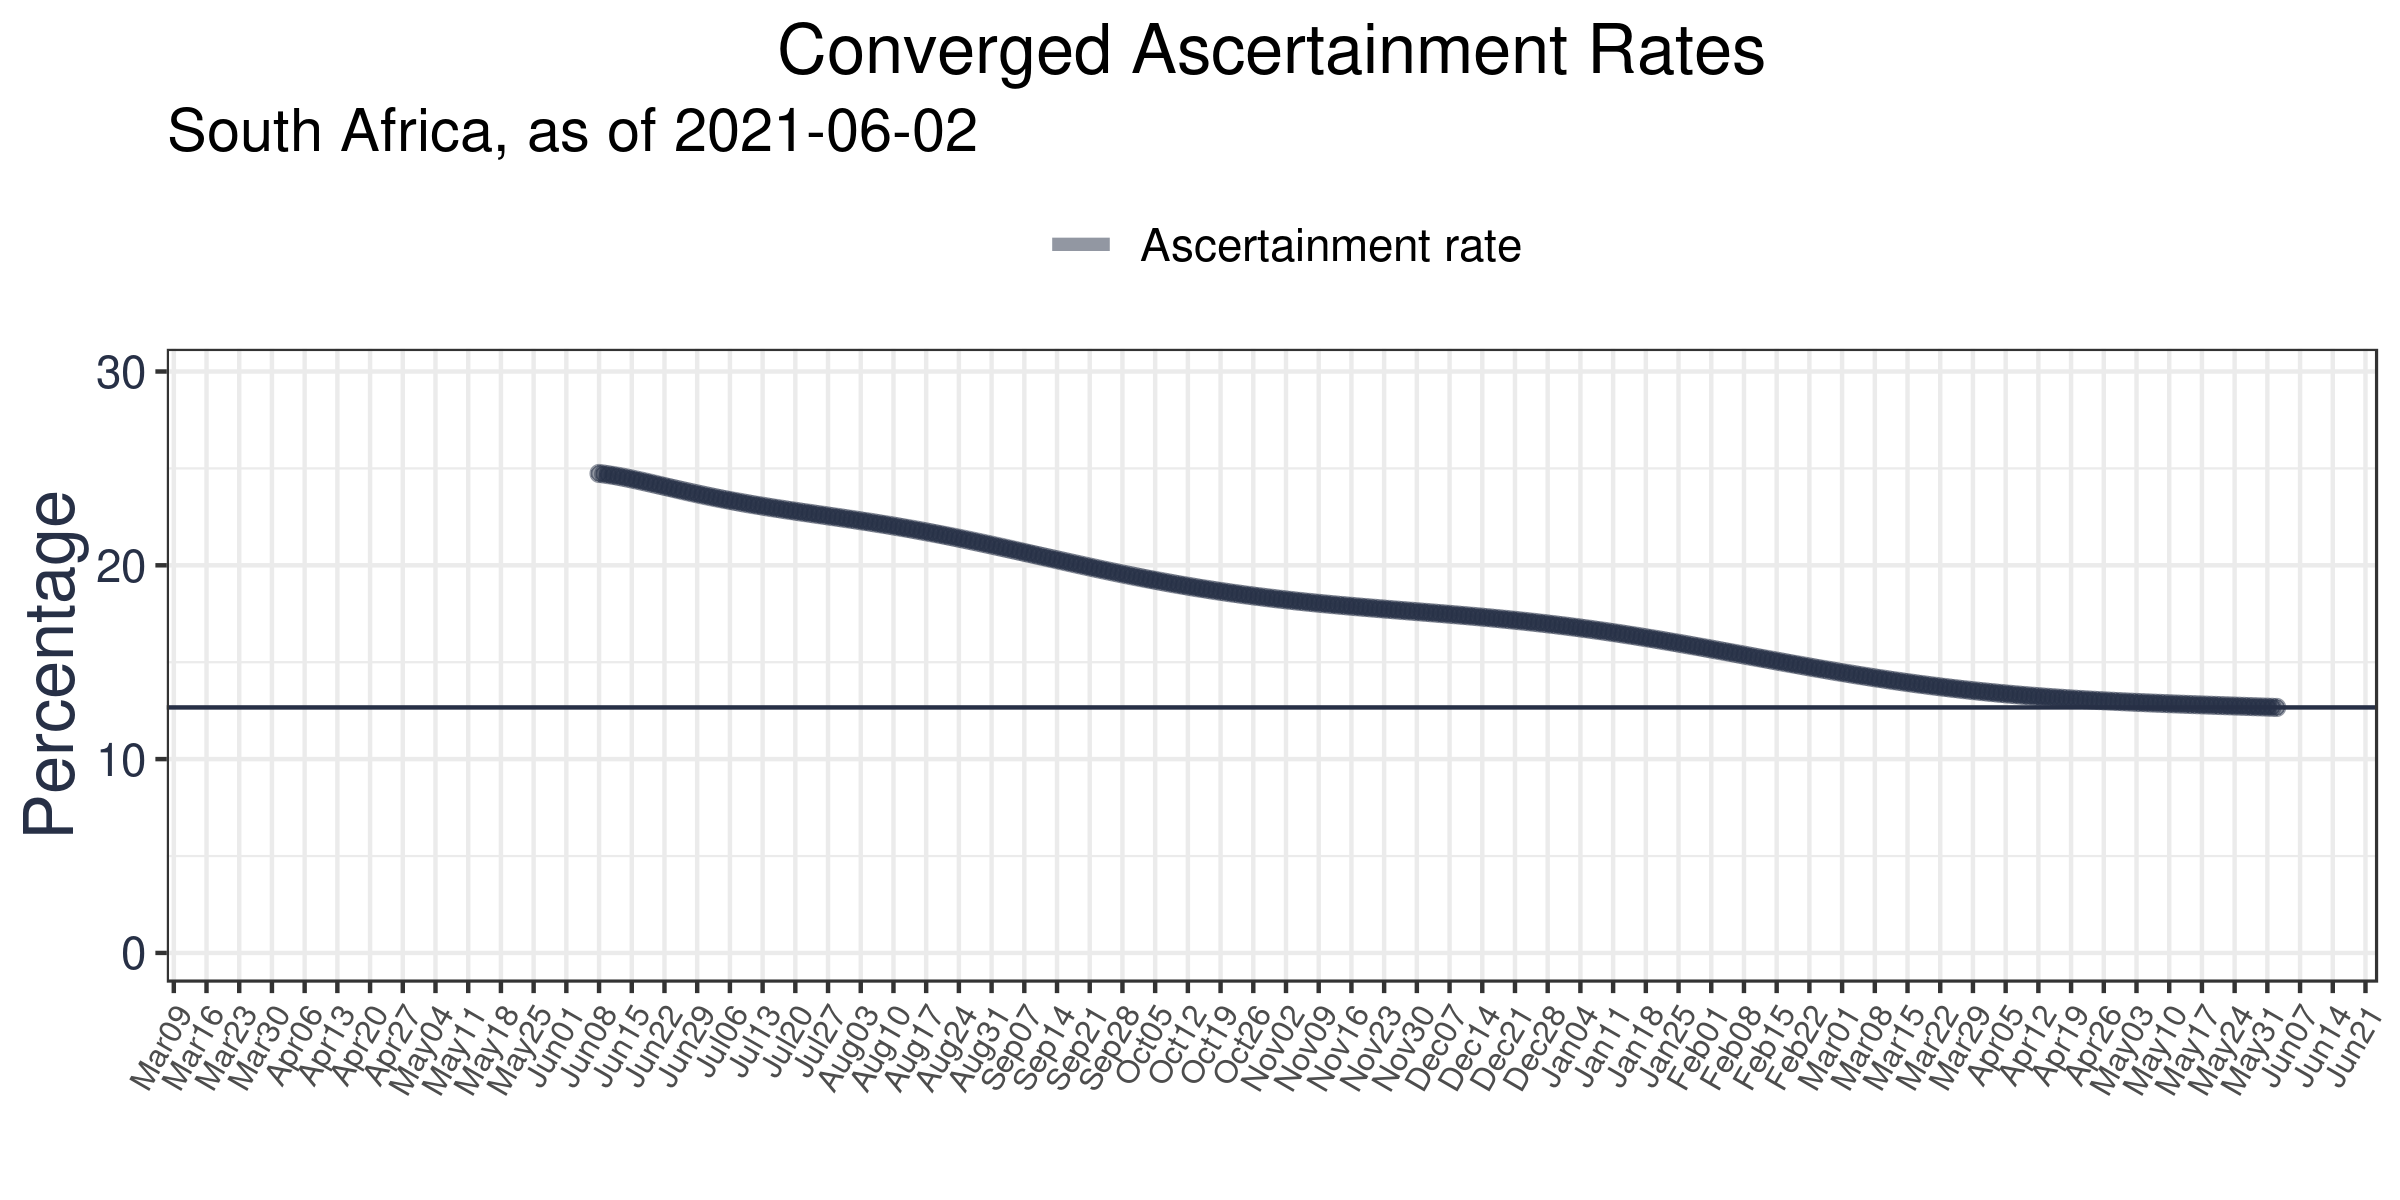 Converged Ascertainment Rates
South Africa, as of 2021-06-02
Ascertainment rate
Percentage
30
20
10
0
Mar09
Mar16
Mar23
Mar30
Apr06
Apr13
Apr20
Apr27
May04
May11
May18
May25
Jun01
Jun08
Jun15
Jun22
Jun29
Jul06
Jul13
Jul20
Jul27
Aug03
Aug10
Aug17
Aug24
Aug31
Sep07
Sep14
Sep21
Sep28
Oct05
Oct12
Oct19
Oct26
Nov02
Nov09
Nov16
Nov23
Nov30
Dec07
Dec14
Dec21
Dec28
Jan04
Jan11
Jan18
Jan25
Feb01
Feb08
Feb15
Feb22
Mar01
Mar08
Mar15
Mar22
Mar29
Apr05
Apr12
Apr19
Apr26
May03
May10
May17
May24
May31
Jun07
Jun14
Jun21